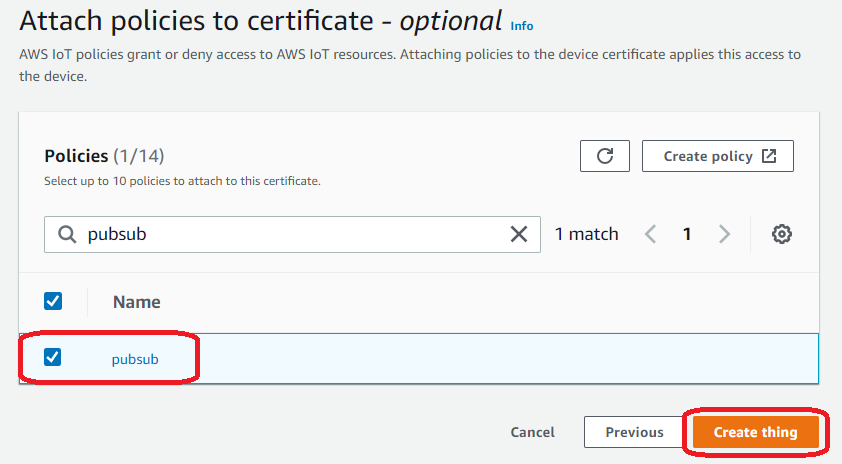 Attach policies to certificate - optional Info
AWS IoT policies grant or deny access to AWS IoT resources. Attaching policies to the device certificate applies this access to
the device.
Policies (1/14)
Create policy
Select up to 10 policies to attach to this certificate.
pubsub
1 match
1
Name
pubsub
Cancel
Previous
Create thing